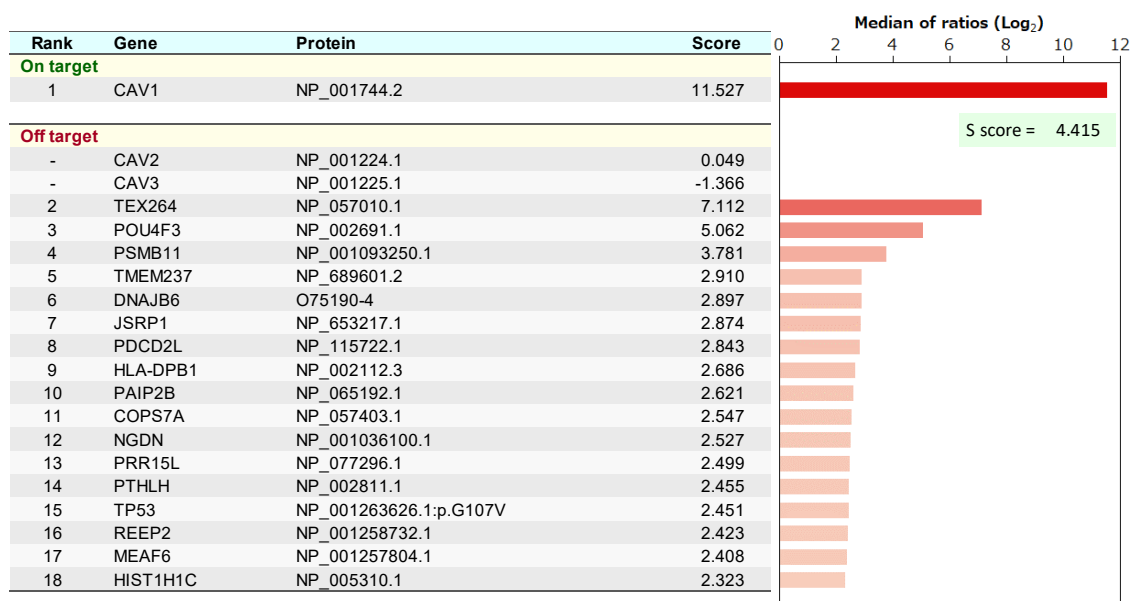 Median of ratios (Log2)
Rank Gene Protein Score 0 2 4 6 8 10 12
On target
1 CAV1 NP_001744.2 11.527
S score = 4.415
Off target
- CAV2 NP_001224.1 0.049
- CAV3 NP_001225.1 -1.366
2 TEX264 NP_057010.1 7.112
3 POU4F3 NP_002691.1 5.062
4 PSMB11 NP_001093250.1 3.781
5 TMEM237 NP_689601.2 2.910
6 DNAJB6 O75190-4 2.897
7 JSRP1 NP_653217.1 2.874
8 PDCD2L NP_115722.1 2.843
9 HLA-DPB1 NP_002112.3 2.686
10 PAIP2B NP_065192.1 2.621
11 COPS7A NP_057403.1 2.547
12 NGDN NP_001036100.1 2.527
13 PRR15L NP_077296.1 2.499
14 PTHLH NP_002811.1 2.455
15 TP53 NP_001263626.1:p.G107V 2.451
16 REEP2 NP_001258732.1 2.423
17 MEAF6 NP_001257804.1 2.408
18 HIST1H1C NP_005310.1 2.323